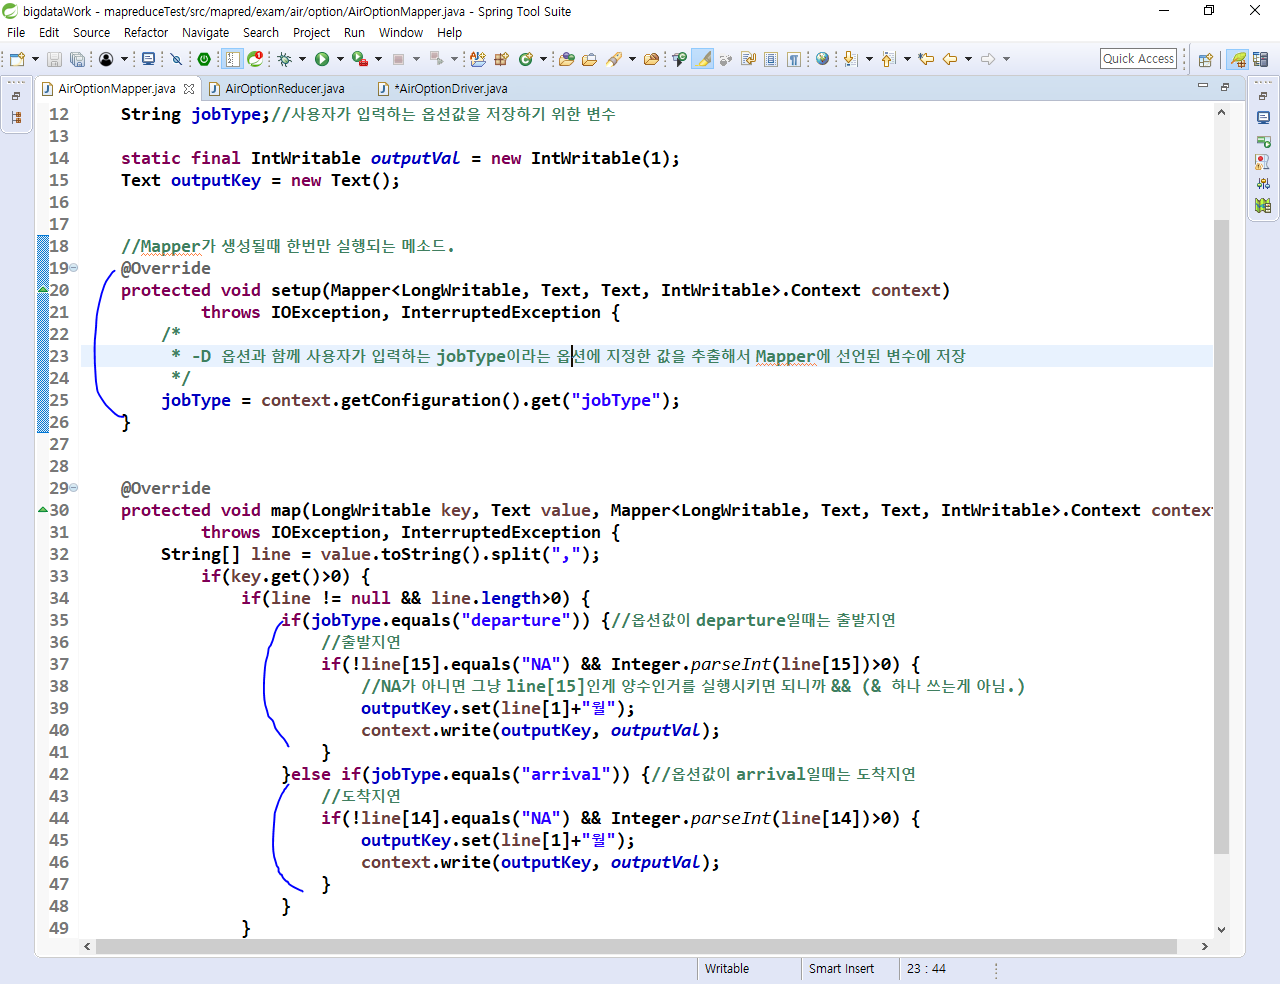 bigdataWork - mapreduceTest/src/mapred/exam/air/option/AirOptionMapper.java - Spring Tool Suite
File Edit Source Refactor Navigate Search Project Run Window Help
Quick Access
AirOptionMapper.java AirOptionReducer.java *AirOptionDriver.java
12 String jobType;//사용자가 입력하는 옵션값을 저장하기 위한 변수
13
14 static final IntWritable outputVal = new IntWritable(1);
15 Text outputKey = new Text();
16
17
18 //Mapper가 생성될때 한번만 실행되는 메소드.
19 @Override
20 protected void setup(Mapper<LongWritable, Text, Text, IntWritable>.Context context)
21 throws IOException, InterruptedException {
22 /*
23 * -D 옵션과 함께 사용자가 입력하는 jobType이라는 옵션에 지정한 값을 추출해서 Mapper에 선언된 변수에 저장
24 */
25 jobType = context.getConfiguration().get("jobType");
26 }
27
28
29 @Override
30 protected void map(LongWritable key, Text value, Mapper<LongWritable, Text, Text, IntWritable>.Context contex
31 throws IOException, InterruptedException {
32 String[] line = value.toString().split(",");
33 if(key.get()>0) {
34 if(line != null && line.length>0) {
35 if(jobType.equals("departure")) {//옵션값이 departure일때는 출발지연
36 //출발지연
37 if(!line[15].equals("NA") && Integer.parseInt(line[15])>0) {
38 //NA가 아니면 그냥 line[15]인게 양수인거를 실행시키면 되니까 && (& 하나 쓰는게 아님.)
39 outputKey.set(line[1]+"월");
40 context.write(outputKey, outputVal);
41 }
42 }else if(jobType.equals("arrival")) {//옵션값이 arrival일때는 도착지연
43 //도착지연
44 if(!line[14].equals("NA") && Integer.parseInt(line[14])>0) {
45 outputKey.set(line[1]+"월");
46 context.write(outputKey, outputVal);
47 }
48 }
49 }
Writable Smart Insert 23 : 44